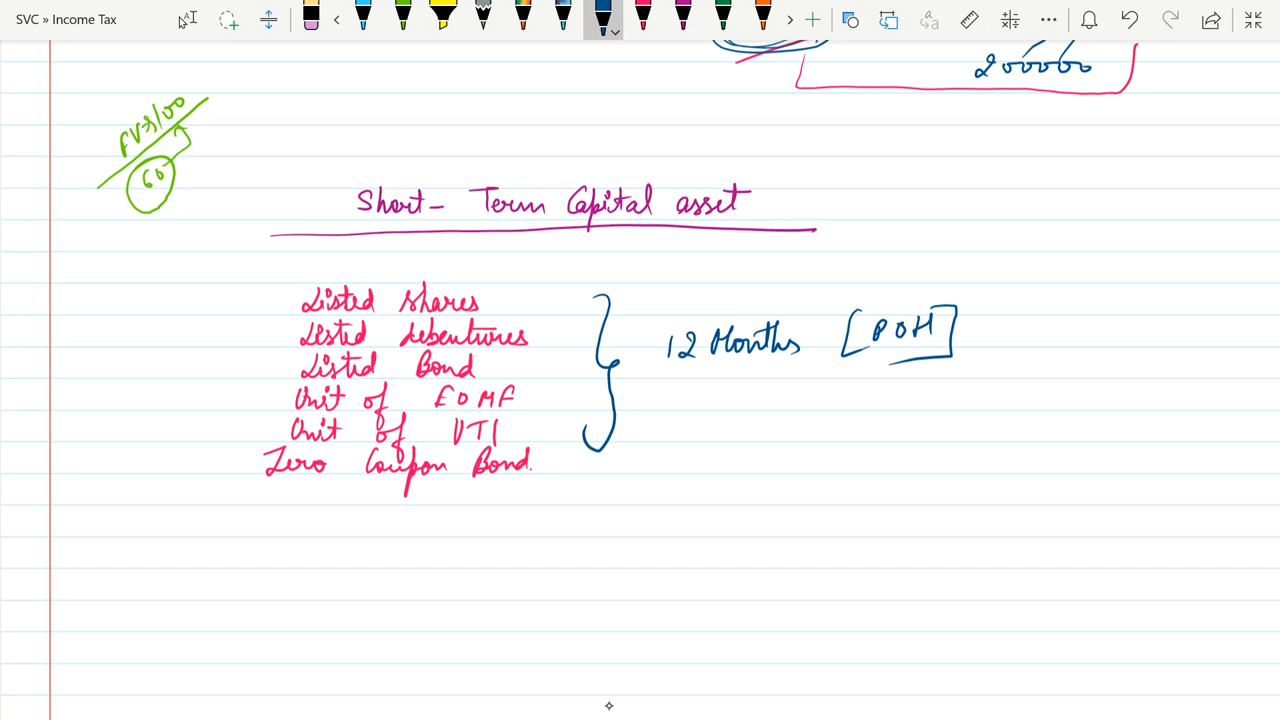 SVC » Income Tax
200000
FV→100
60
Short- Term Capital asset
Listed shares
Listed debentures
Listed Bond
Unit of EOMF
Unit of UTI
Zero Coupon Bond.
12 Months [POH]